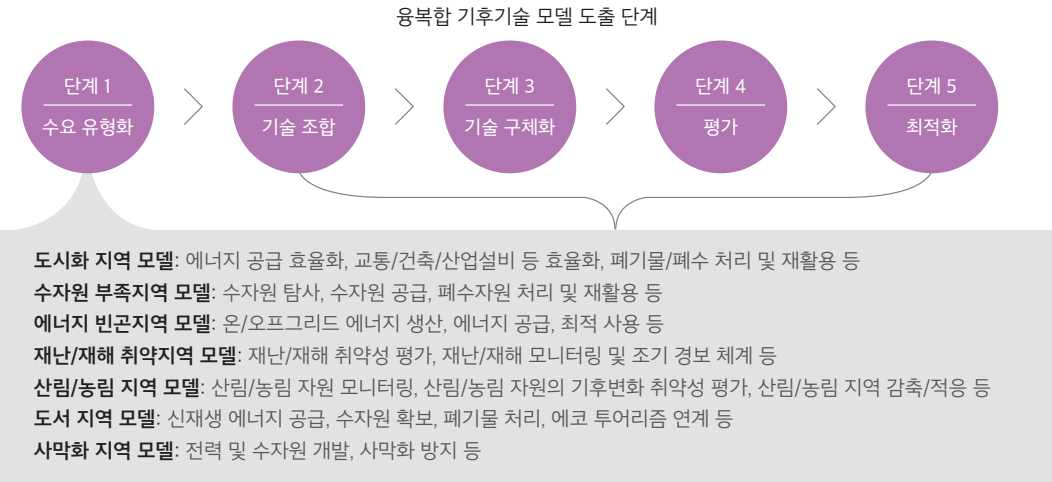 융복합 기후기술 모델 도출 단계
단계 1
수요 유형화
단계 2
기술 조합
단계 3
기술 구체화
단계 4
평가
단계 5
최적화
도시화 지역 모델: 에너지 공급 효율화, 교통/건축/산업설비 등 효율화, 폐기물/폐수 처리 및 재활용 등
수자원 부족지역 모델: 수자원 탐사, 수자원 공급, 폐수자원 처리 및 재활용 등
에너지 빈곤지역 모델: 온/오프그리드 에너지 생산, 에너지 공급, 최적 사용 등
재난/재해 취약지역 모델: 재난/재해 취약성 평가, 재난/재해 모니터링 및 조기 경보 체계 등
산림/농림 지역 모델: 산림/농림 자원 모니터링, 산림/농림 자원의 기후변화 취약성 평가, 산림/농림 지역 감축/적응 등
도서 지역 모델: 신재생 에너지 공급, 수자원 확보, 폐기물 처리, 에코 투어리즘 연계 등
사막화 지역 모델: 전력 및 수자원 개발, 사막화 방지 등